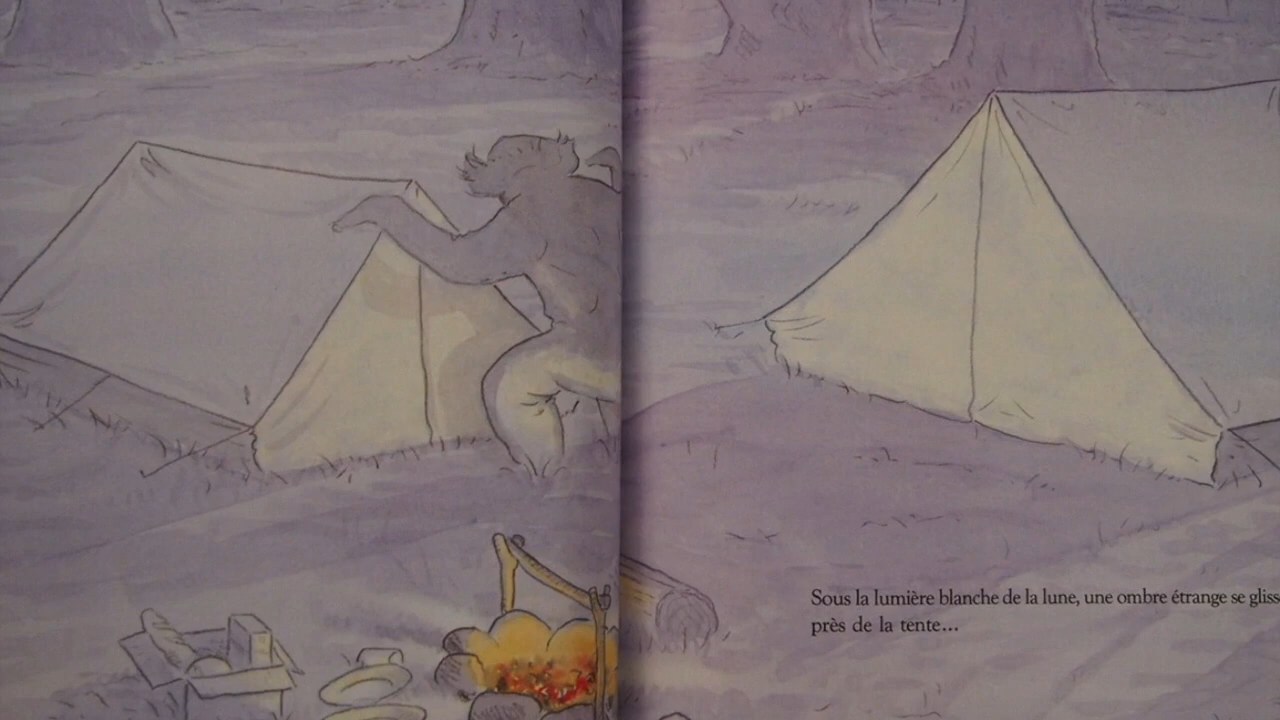 Sous la lumière blanche de la lune, une ombre étrange se gliss
près de la tente...